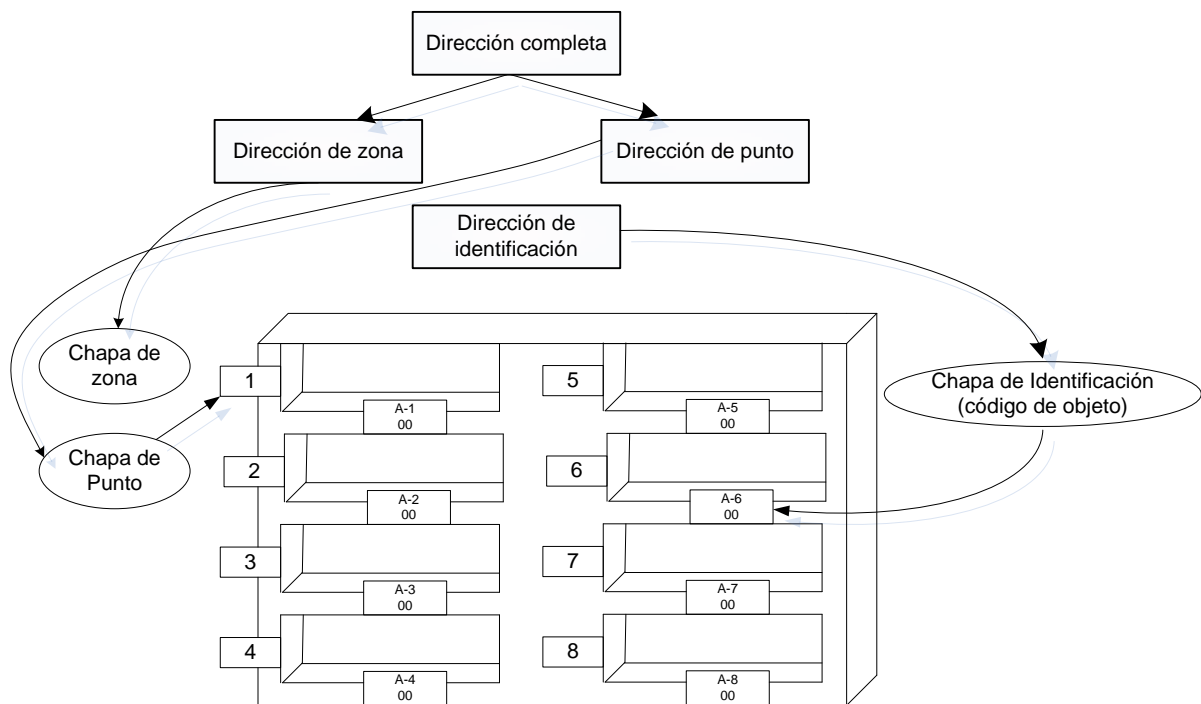 Dirección completa
Dirección de zona
Dirección de punto
Dirección de
identificación
Chapa de
zona
Chapa de
Punto
Chapa de Identificación
(código de objeto)
1
A-1
00
2
A-2
00
3
A-3
00
4
A-4
00
5
A-5
00
6
A-6
00
7
A-7
00
8
A-8
00